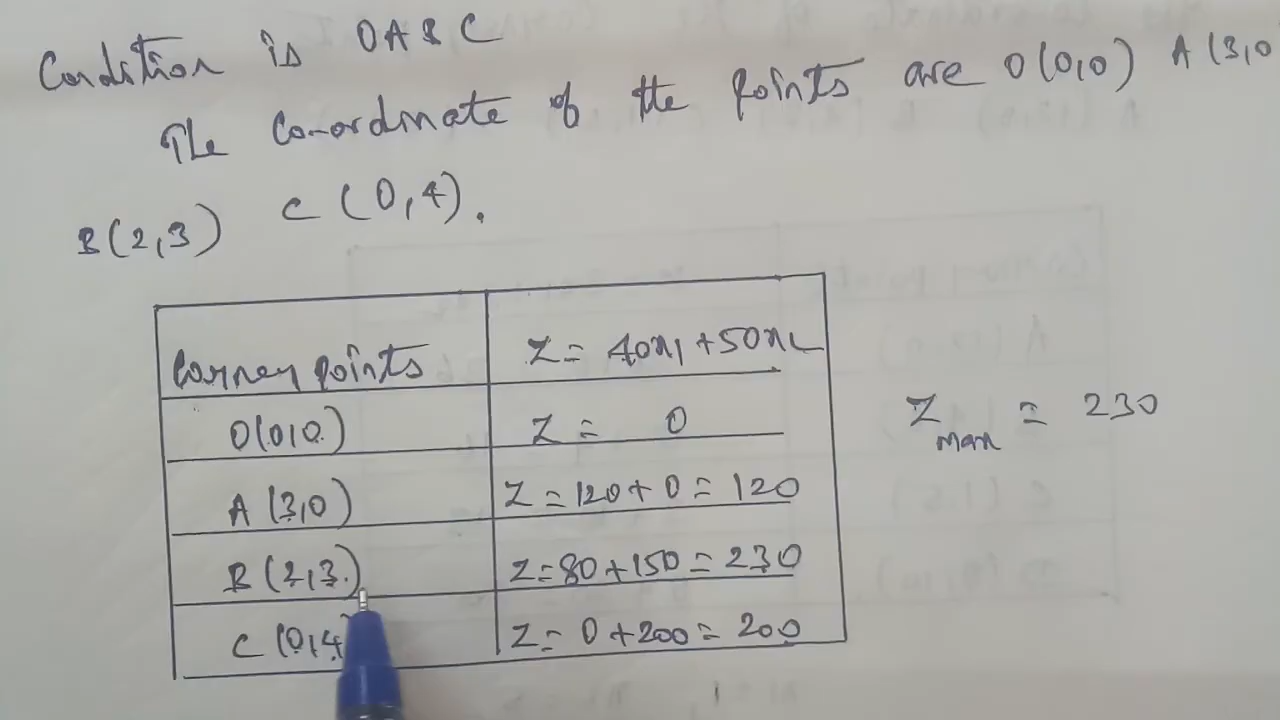 Condition is OABC
The Co-ordinate of the points are O(0,0) A(3,0
B(2,3) C(0,4).
Corner points Z = 40x1 + 50x2
O(0,0) Z = 0
A(3,0) Z = 120 + 0 = 120
B(2,3) Z = 80 + 150 = 230
C(0,4 Z = 0 + 200 = 200
Zmax = 230